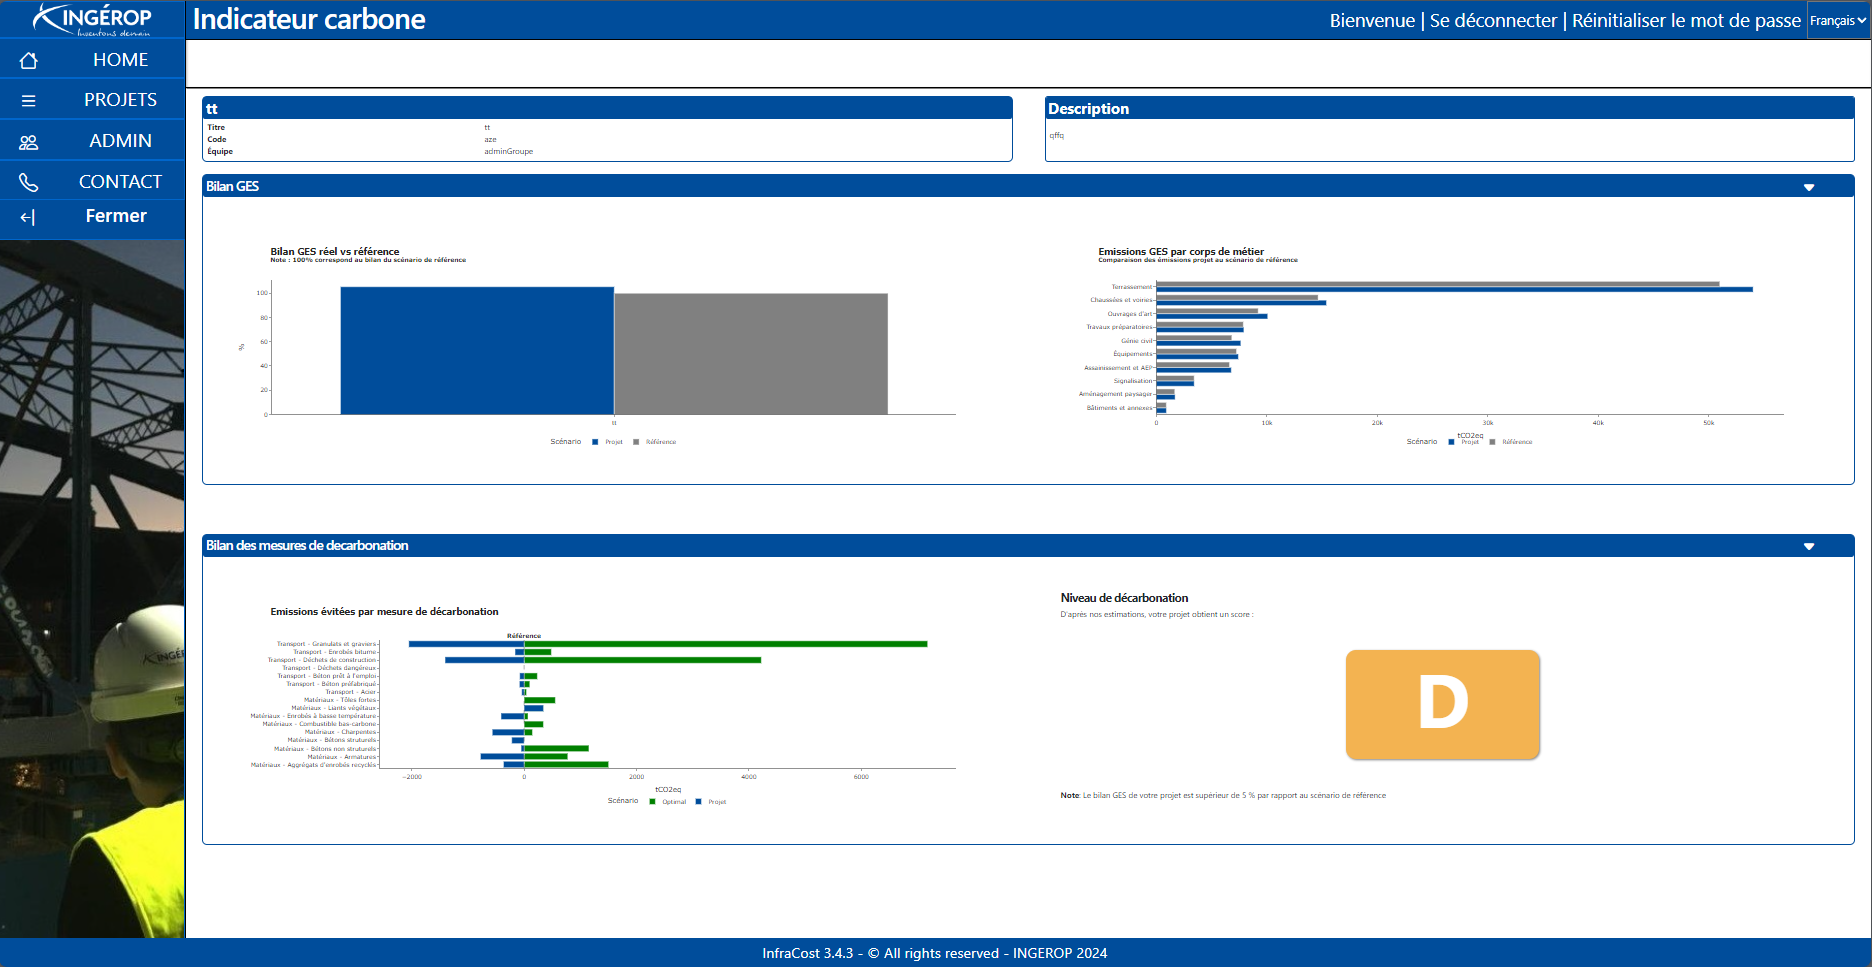 INGÉROP
Inventons demain
Indicateur carbone
Bienvenue | Se déconnecter | Réinitialiser le mot de passe
Français
HOME
PROJETS
ADMIN
CONTACT
Fermer
tt
Titre tt
Code aze
Équipe adminGroupe
Description
qffq
Bilan GES
Bilan GES réel vs référence
Note : 100% correspond au bilan du scénario de référence
%
100
80
60
40
20
0
tt
Scénario Projet Référence
Emissions GES par corps de métier
Comparaison des émissions projet au scénario de référence
Terrassement
Chaussées et voiries
Ouvrages d'art
Travaux préparatoires
Génie civil
Équipements
Assainissement et AEP
Signalisation
Aménagement paysager
Bâtiments et annexes
0 10k 20k 30k 40k 50k
tCO2eq
Scénario Projet Référence
Bilan des mesures de decarbonation
Emissions évitées par mesure de décarbonation
Référence
Transport - Granulats et graviers
Transport - Enrobés bitume
Transport - Déchets de construction
Transport - Déchets dangéreux
Transport - Béton prêt à l'emploi
Transport - Béton préfabriqué
Transport - Acier
Matériaux - Tôles fortes
Matériaux - Liants végétaux
Matériaux - Enrobés à basse température
Matériaux - Combustible bas-carbone
Matériaux - Charpentes
Matériaux - Bétons struturels
Matériaux - Bétons non struturels
Matériaux - Armatures
Matériaux - Aggrégats d'enrobés recyclés
−2000 0 2000 4000 6000
tCO2eq
Scénario Optimal Projet
Niveau de décarbonation
D'après nos estimations, votre projet obtient un score :
D
Note: Le bilan GES de votre projet est supérieur de 5 % par rapport au scénario de référence
InfraCost 3.4.3 - © All rights reserved - INGEROP 2024